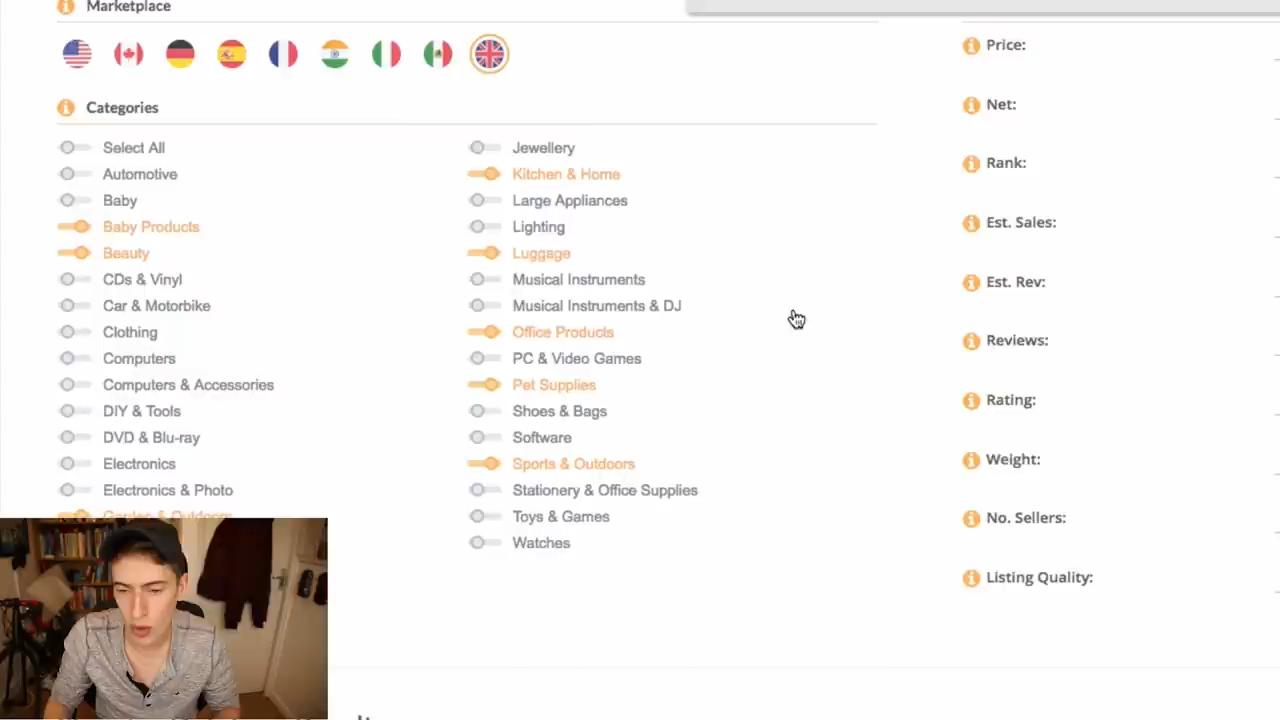 Marketplace
Categories
Select All
Automotive
Baby
Baby Products
Beauty
CDs & Vinyl
Car & Motorbike
Clothing
Computers
Computers & Accessories
DIY & Tools
DVD & Blu-ray
Electronics
Electronics & Photo
Garden & Outdoors
Jewellery
Kitchen & Home
Large Appliances
Lighting
Luggage
Musical Instruments
Musical Instruments & DJ
Office Products
PC & Video Games
Pet Supplies
Shoes & Bags
Software
Sports & Outdoors
Stationery & Office Supplies
Toys & Games
Watches
Price:
Net:
Rank:
Est. Sales:
Est. Rev:
Reviews:
Rating:
Weight:
No. Sellers:
Listing Quality: